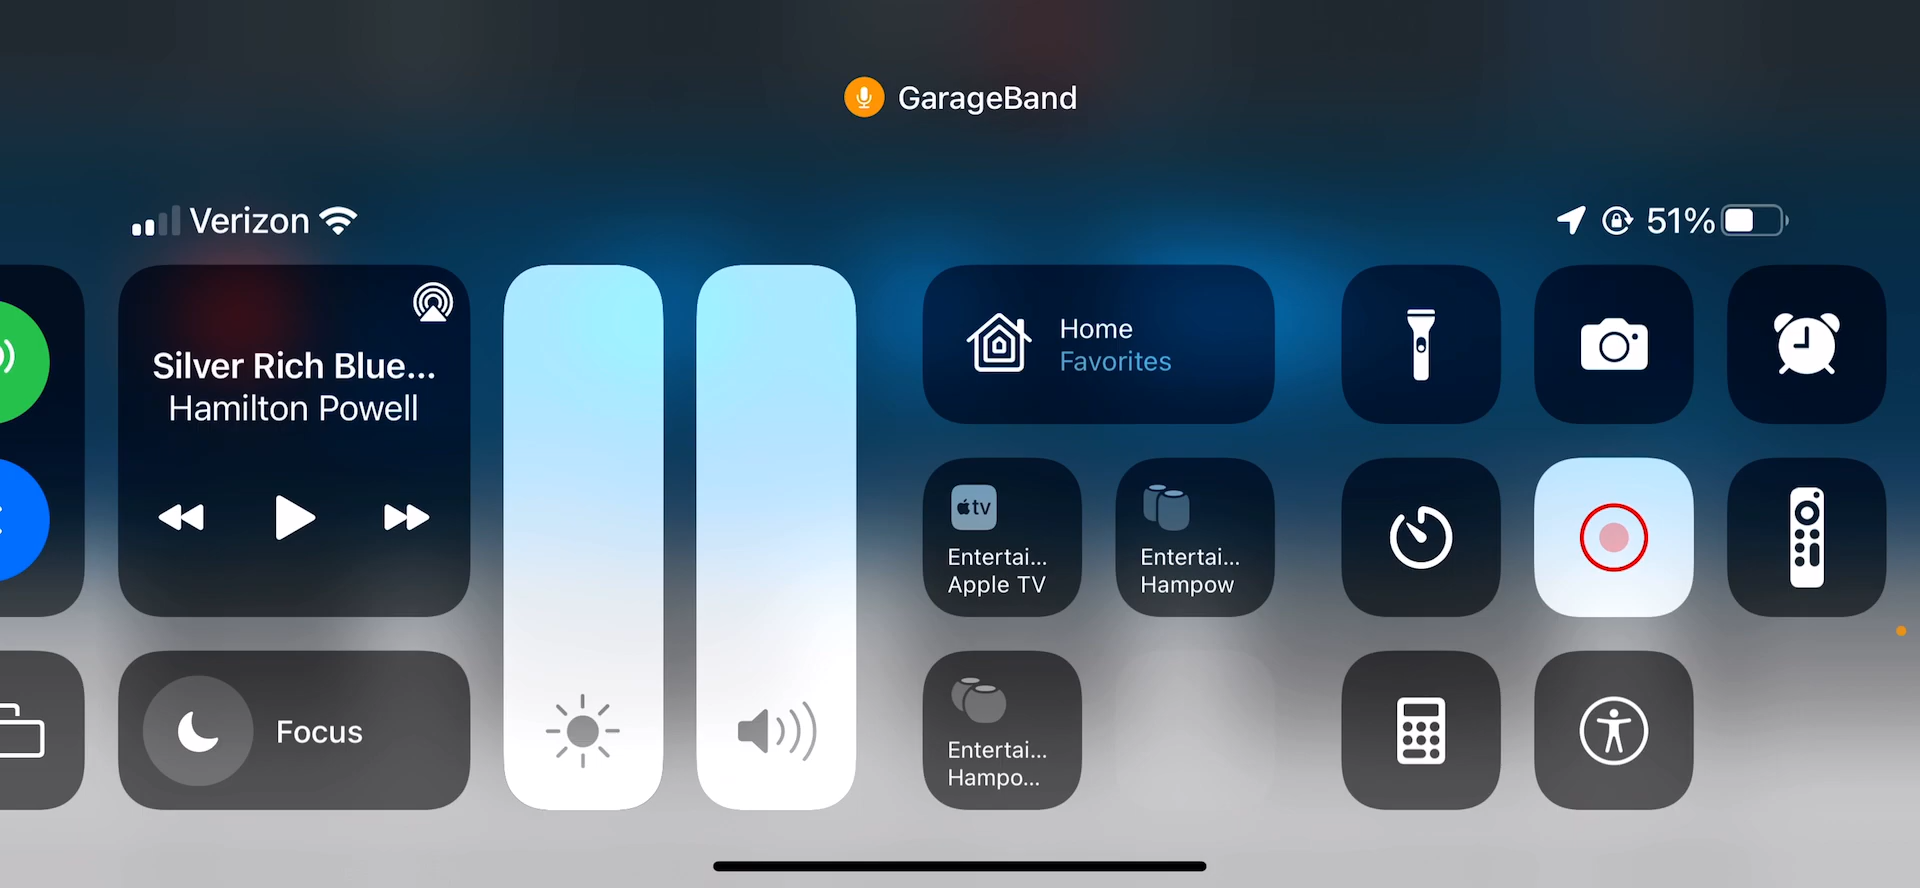 GarageBand
Verizon
51%
Silver Rich Blue...
Hamilton Powell
Home
Favorites
tv
Entertai...
Apple TV
Entertai...
Hampow
Focus
Entertai...
Hampo...